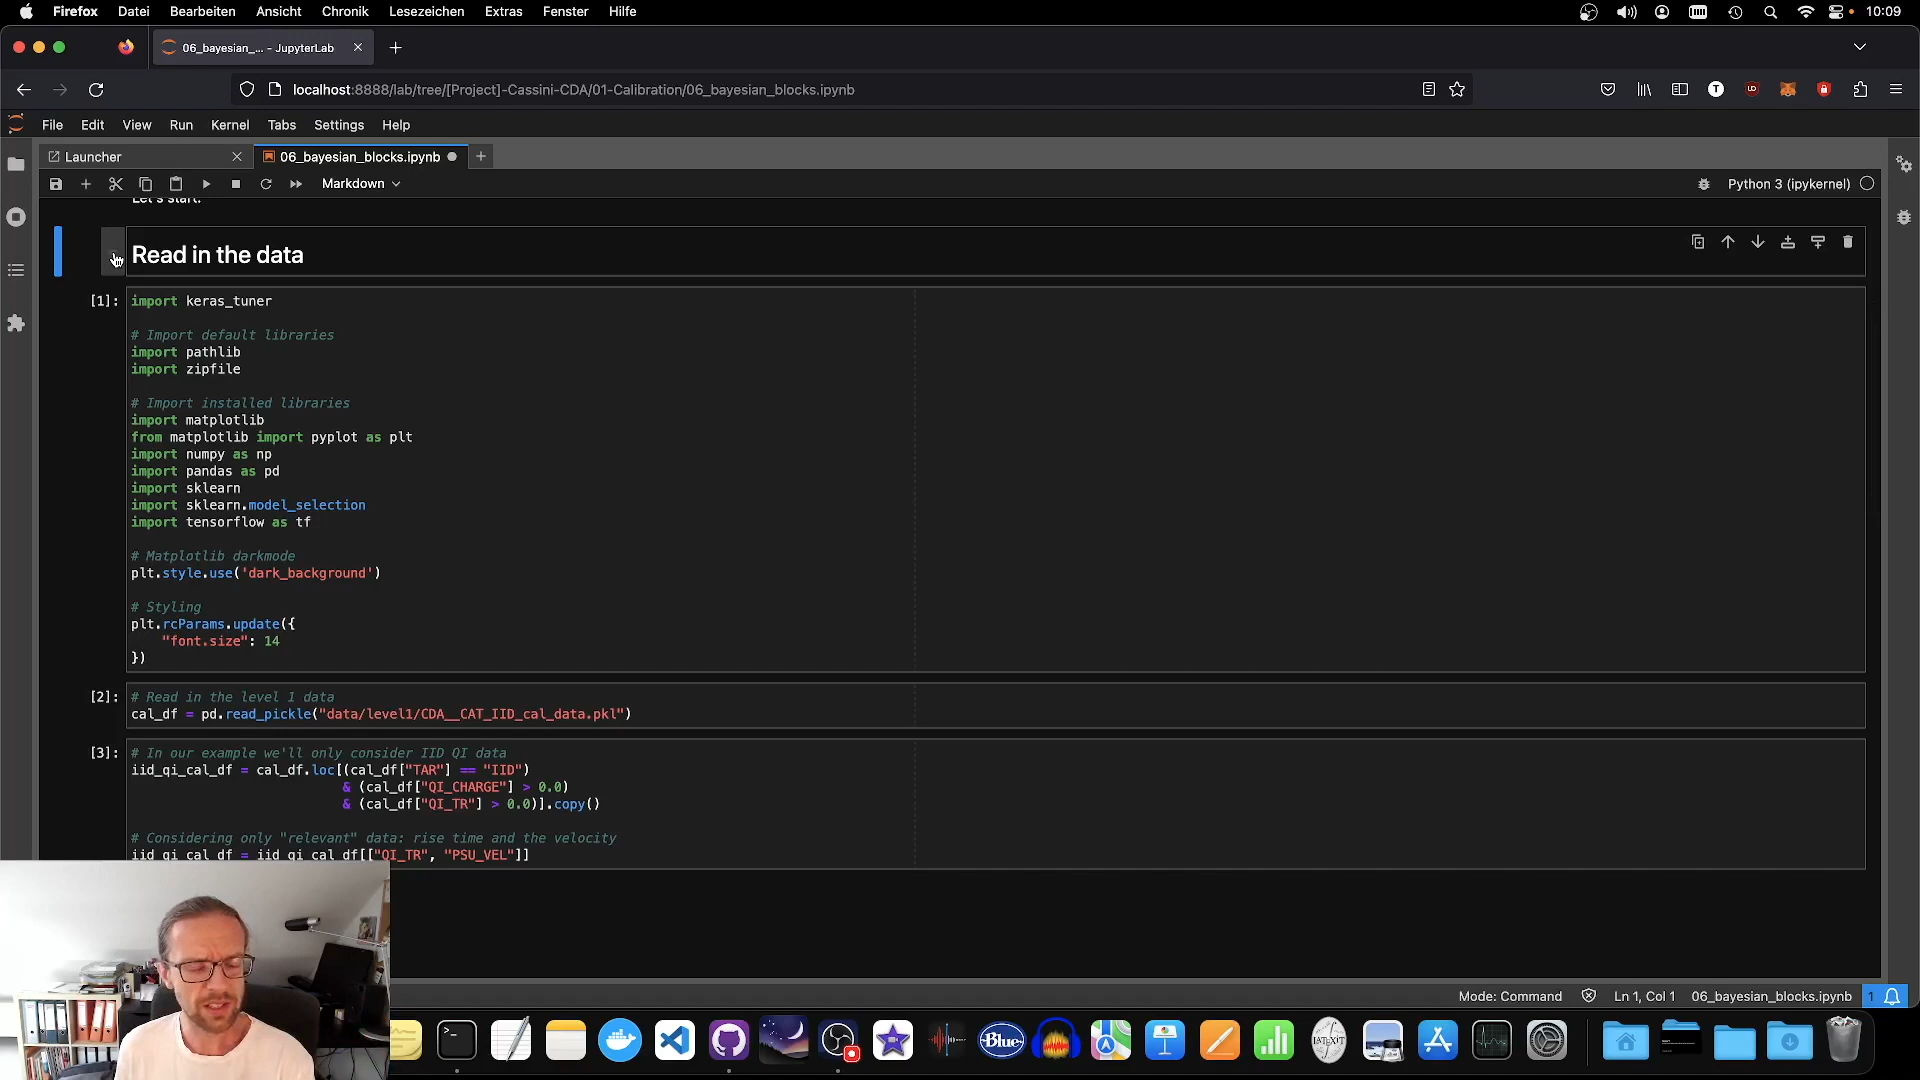 Firefox Datei Bearbeiten Ansicht Chronik Lesezeichen Extras Fenster Hilfe 10:09
06_bayesian_... - JupyterLab
localhost:8888/lab/tree/[Project]-Cassini-CDA/01-Calibration/06_bayesian_blocks.ipynb
File Edit View Run Kernel Tabs Settings Help
Launcher 06_bayesian_blocks.ipynb
Markdown Python 3 (ipykernel)
Let's start.
Read in the data
[1]: import keras_tuner
# Import default libraries
import pathlib
import zipfile
# Import installed libraries
import matplotlib
from matplotlib import pyplot as plt
import numpy as np
import pandas as pd
import sklearn
import sklearn.model_selection
import tensorflow as tf
# Matplotlib darkmode
plt.style.use('dark_background')
# Styling
plt.rcParams.update({
"font.size": 14
})
[2]: # Read in the level 1 data
cal_df = pd.read_pickle("data/level1/CDA__CAT_IID_cal_data.pkl")
[3]: # In our example we'll only consider IID QI data
iid_qi_cal_df = cal_df.loc[(cal_df["TAR"] == "IID")
& (cal_df["QI_CHARGE"] > 0.0)
& (cal_df["QI_TR"] > 0.0)].copy()
# Considering only "relevant" data: rise time and the velocity
iid_qi_cal_df = iid_qi_cal_df[["QI_TR", "PSU_VEL"]]
Mode: Command Ln 1, Col 1 06_bayesian_blocks.ipynb 1
Blue
LATEXIT